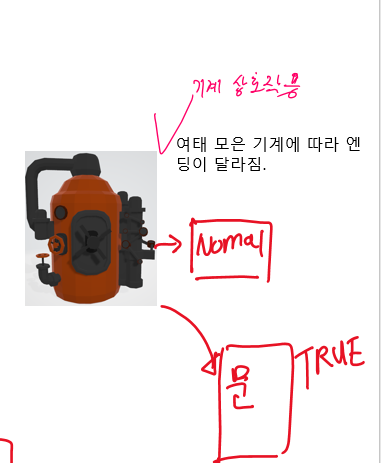 기계 상호작용
여태 모은 기계에 따라 엔
딩이 달라짐.
Nomal
문
TRUE